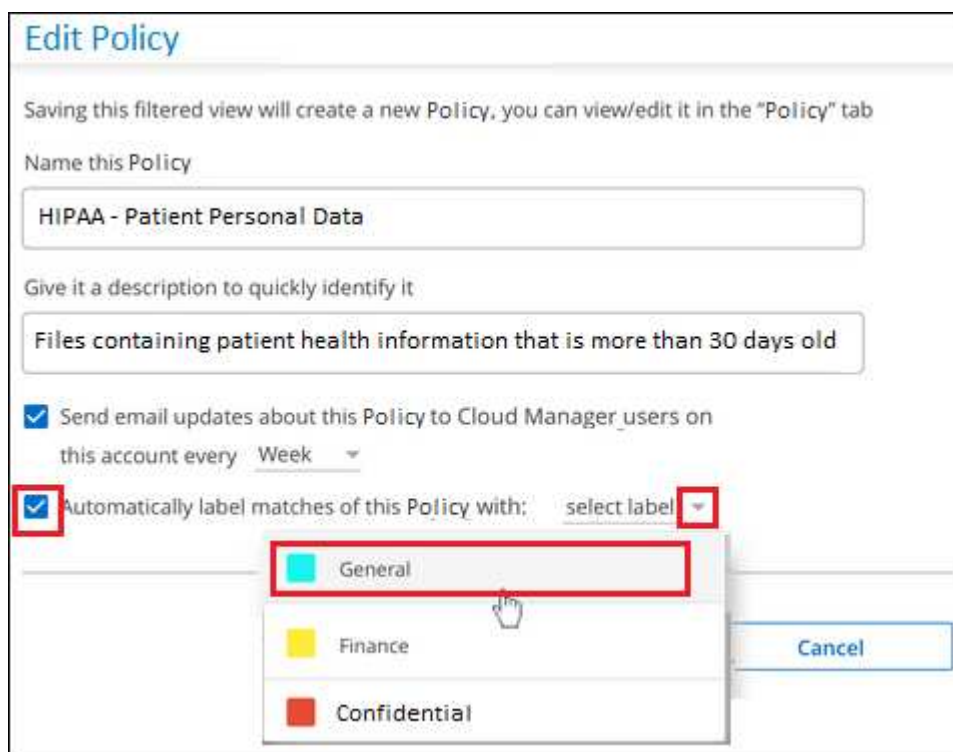 Edit Policy
Saving this filtered view will create a new Policy, you can view/edit it in the "Policy" tab
Name this Policy
HIPAA - Patient Personal Data
Give it a description to quickly identify it
Files containing patient health information that is more than 30 days old
Send email updates about this Policy to Cloud Manager users on
this account every Week
Automatically label matches of this Policy with: select label
General
Finance
Cancel
Confidential